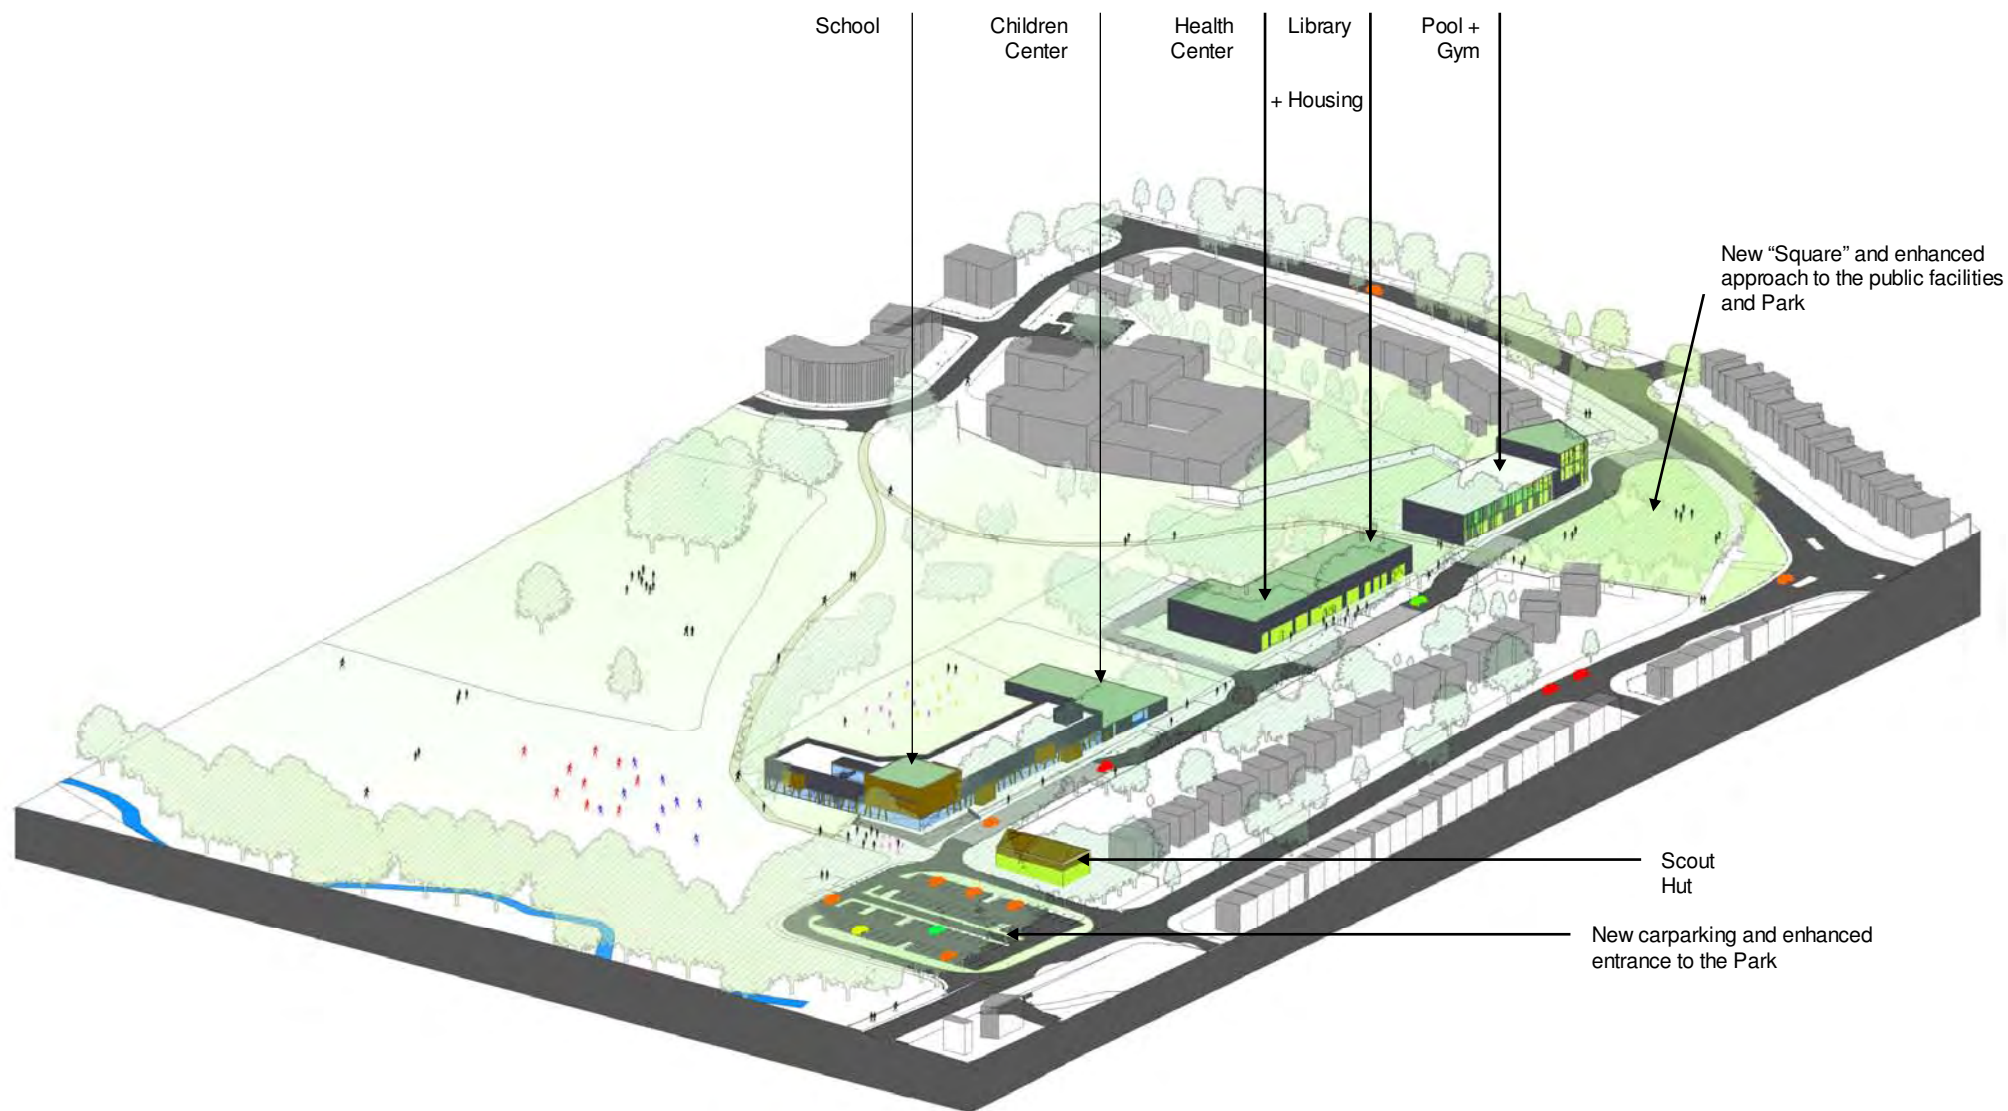 School
Children
Center
Health
Center
Library
Pool +
Gym
+ Housing
New “Square” and enhanced
approach to the public facilities
and Park
Scout
Hut
New carparking and enhanced
entrance to the Park